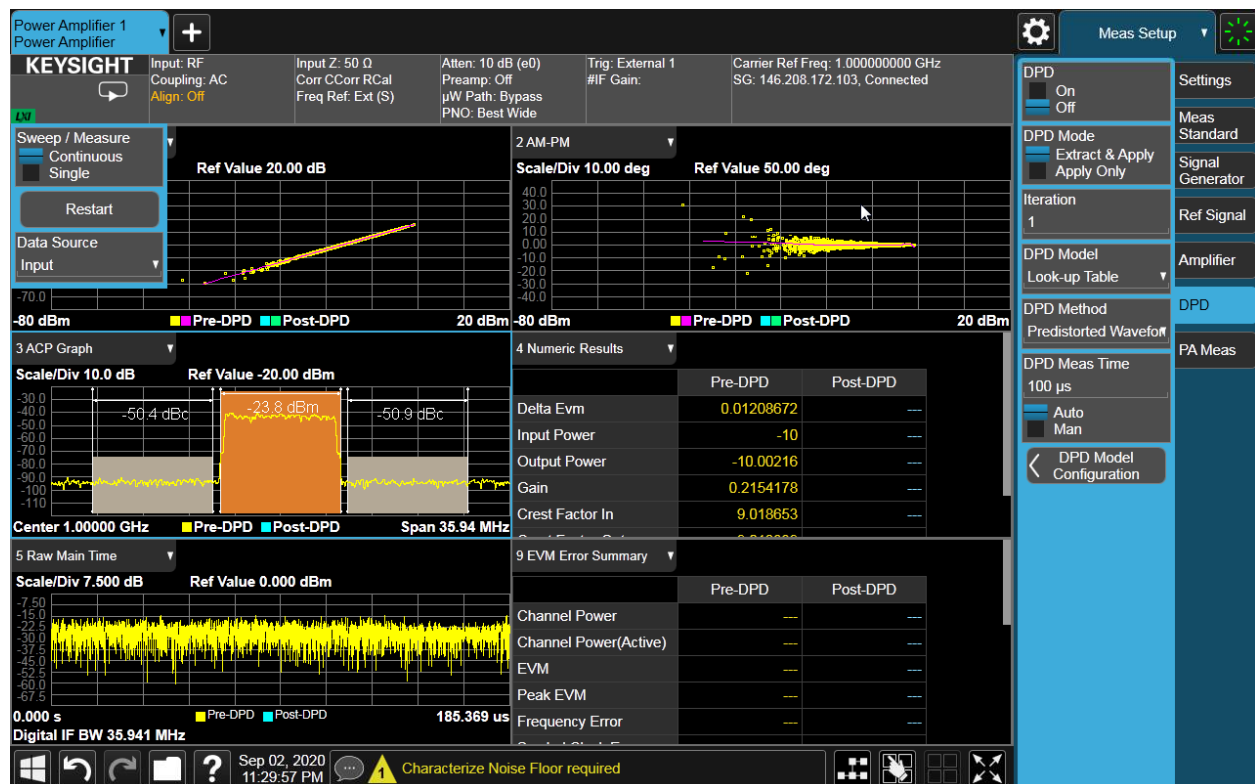 Power Amplifier 1
Power Amplifier
Meas Setup
KEYSIGHT
LXI
Input: RF
Coupling: AC
Align: Off
Input Z: 50 Ω
Corr CCorr RCal
Freq Ref: Ext (S)
Atten: 10 dB (e0)
Preamp: Off
µW Path: Bypass
PNO: Best Wide
Trig: External 1
#IF Gain:
Carrier Ref Freq: 1.000000000 GHz
SG: 146.208.172.103, Connected
Sweep / Measure
Continuous
Single
Restart
Data Source
Input
Ref Value 20.00 dB
-70.0
-80 dBm
Pre-DPD
Post-DPD
20 dBm
2 AM-PM
Scale/Div 10.00 deg
Ref Value 50.00 deg
40.0
30.0
20.0
10.0
0.00
-10.0
-20.0
-30.0
-40.0
-80 dBm
Pre-DPD
Post-DPD
20 dBm
3 ACP Graph
Scale/Div 10.0 dB
Ref Value -20.00 dBm
-30.0
-40.0
-50.0
-60.0
-70.0
-80.0
-90.0
-100
-110
-50.4 dBc
-23.8 dBm
-50.9 dBc
Center 1.00000 GHz
Pre-DPD
Post-DPD
Span 35.94 MHz
4 Numeric Results
Pre-DPD Post-DPD
Delta Evm 0.01208672 ---
Input Power -10 ---
Output Power -10.00216 ---
Gain 0.2154178 ---
Crest Factor In 9.018653 ---
5 Raw Main Time
Scale/Div 7.500 dB
Ref Value 0.000 dBm
-7.50
-15.0
-22.5
-30.0
-37.5
-45.0
-52.5
-60.0
-67.5
0.000 s
Pre-DPD
Post-DPD
185.369 us
Digital IF BW 35.941 MHz
9 EVM Error Summary
Pre-DPD Post-DPD
Channel Power --- ---
Channel Power(Active) --- ---
EVM --- ---
Peak EVM --- ---
Frequency Error --- ---
DPD
On
Off
DPD Mode
Extract & Apply
Apply Only
Iteration
1
DPD Model
Look-up Table
DPD Method
Predistorted Wavefor
DPD Meas Time
100 µs
Auto
Man
DPD Model
Configuration
Settings
Meas
Standard
Signal
Generator
Ref Signal
Amplifier
DPD
PA Meas
Sep 02, 2020
11:29:57 PM
1
Characterize Noise Floor required